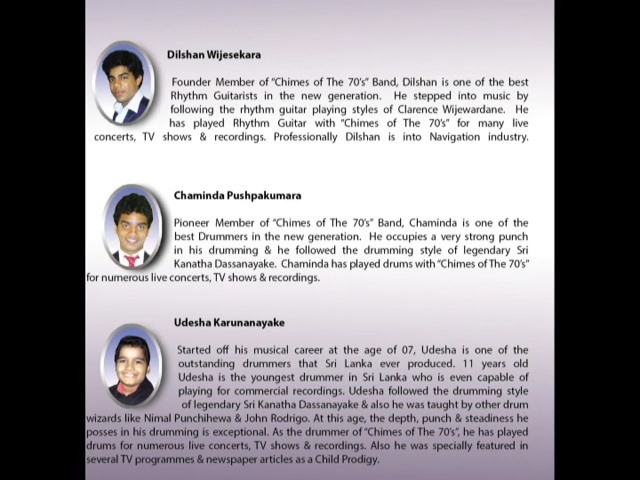 Dilshan Wijesekara
Founder Member of "Chimes of The 70's" Band, Dilshan is one of the best
Rhythm Guitarists in the new generation. He stepped into music by
following the rhythm guitar playing styles of Clarence Wijewardane. He
has played Rhythm Guitar with "Chimes of The 70's" for many live
concerts, TV shows & recordings. Professionally Dilshan is into Navigation industry.
Chaminda Pushpakumara
Pioneer Member of "Chimes of The 70's" Band, Chaminda is one of the
best Drummers in the new generation. He occupies a very strong punch
in his drumming & he followed the drumming style of legendary Sri
Kanatha Dassanayake. Chaminda has played drums with "Chimes of The 70's"
for numerous live concerts, TV shows & recordings.
Udesha Karunanayake
Started off his musical career at the age of 07, Udesha is one of the
outstanding drummers that Sri Lanka ever produced. 11 years old
Udesha is the youngest drummer in Sri Lanka who is even capable of
playing for commercial recordings. Udesha followed the drumming style
of legendary Sri Kanatha Dassanayake & also he was taught by other drum
wizards like Nimal Punchihewa & John Rodrigo. At this age, the depth, punch & steadiness he
posses in his drumming is exceptional. As the drummer of "Chimes of The 70's", he has played
drums for numerous live concerts, TV shows & recordings. Also he was specially featured in
several TV programmes & newspaper articles as a Child Prodigy.